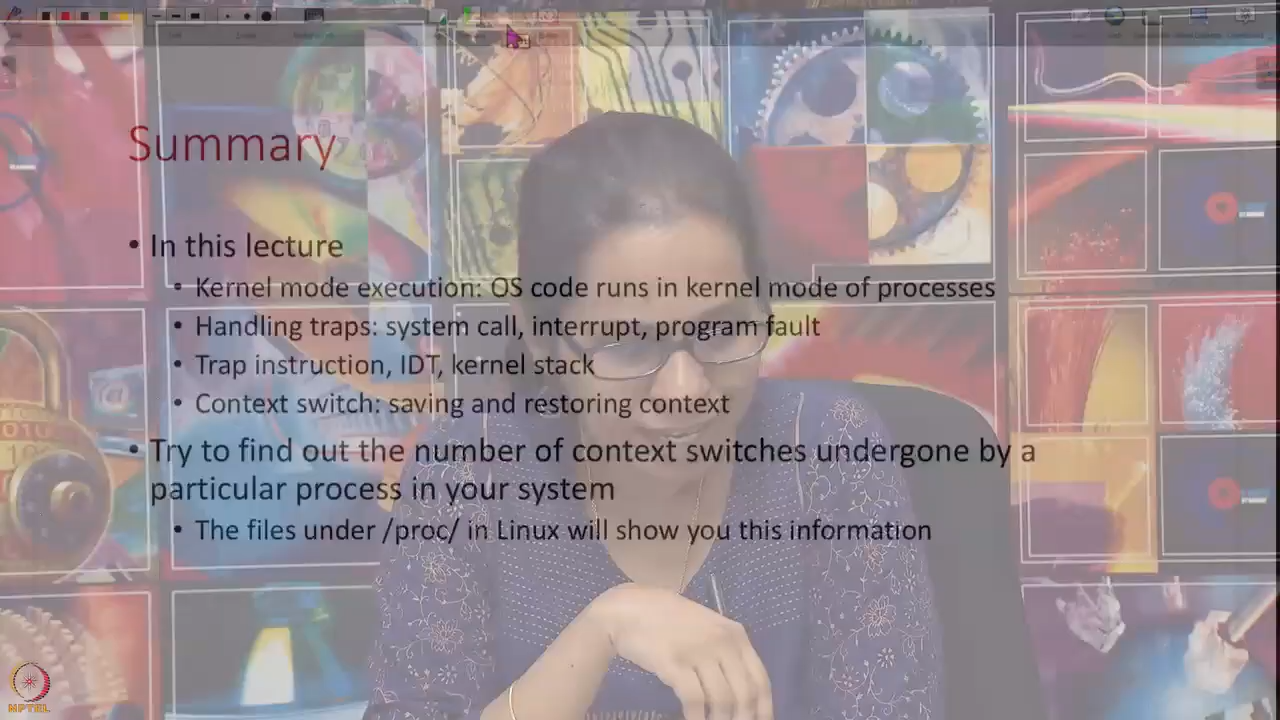 Summary
• In this lecture
• Kernel mode execution: OS code runs in kernel mode of processes
• Handling traps: system call, interrupt, program fault
• Trap instruction, IDT, kernel stack
• Context switch: saving and restoring context
• Try to find out the number of context switches undergone by a
particular process in your system
• The files under /proc/ in Linux will show you this information
NPTEL